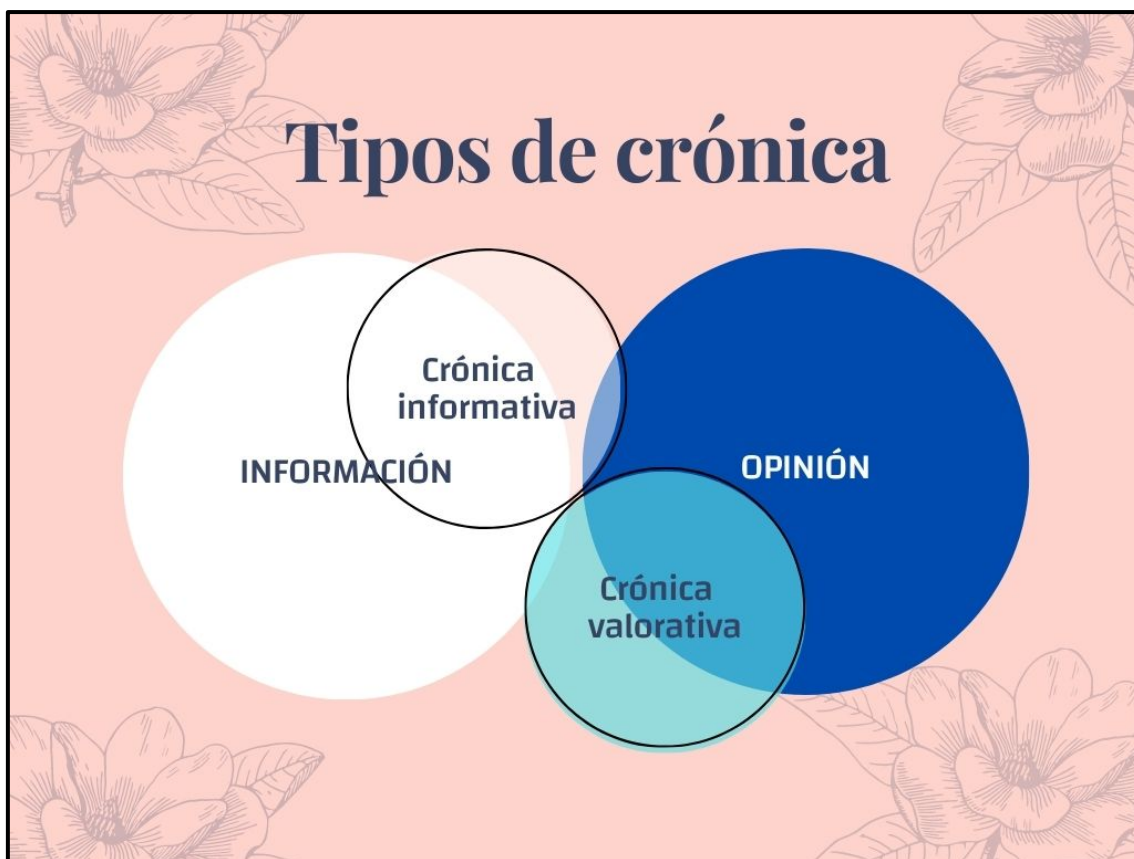 Tipos de crónica
Crónica
informativa
INFORMACIÓN
OPINIÓN
Crónica
valorativa